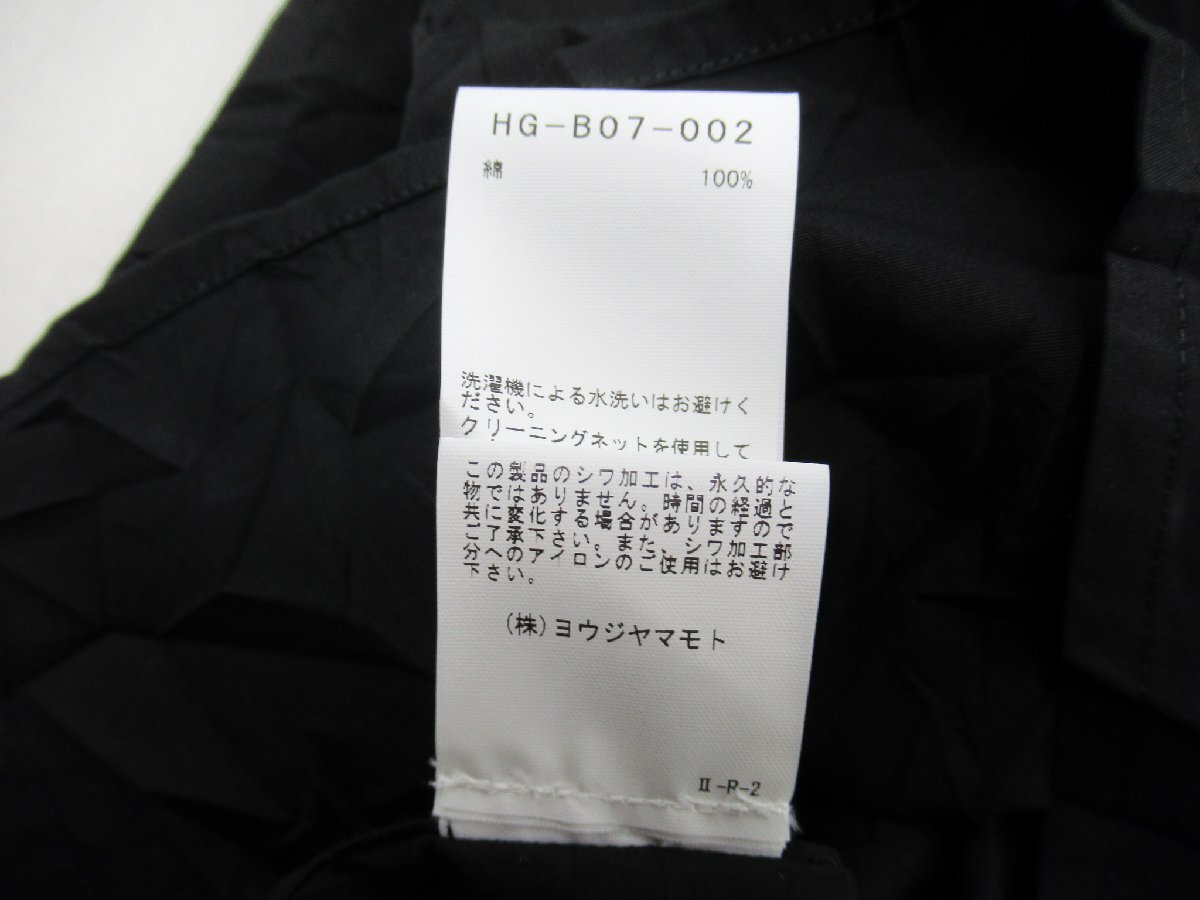 HG-B07-002
綿 100%
洗濯機による水洗いはお避けく
ださい。
クリーニングネットを使用して
この製品のシワ加工は、永久的な
物ではありません。時間の経過と
共に変化する場合がありますので
ご了承下さい。また、シワ加工部
分へのアイロンのご使用はお避け
下さい。
(株)ヨウジヤマモト
Ⅱ-R-2